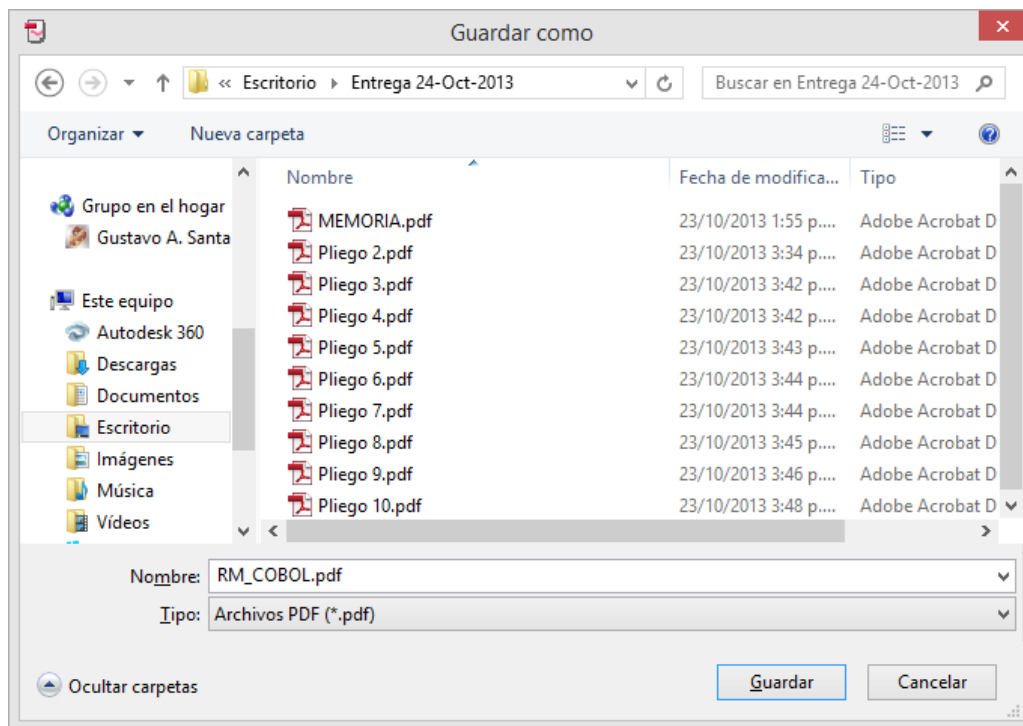 Guardar como
« Escritorio Entrega 24-Oct-2013
Buscar en Entrega 24-Oct-2013
Organizar
Nueva carpeta
Grupo en el hogar
Gustavo A. Santa
Este equipo
Autodesk 360
Descargas
Documentos
Escritorio
Imágenes
Música
Vídeos
Nombre Fecha de modifica... Tipo
MEMORIA.pdf 23/10/2013 1:55 p.... Adobe Acrobat D
Pliego 2.pdf 23/10/2013 3:34 p.... Adobe Acrobat D
Pliego 3.pdf 23/10/2013 3:42 p.... Adobe Acrobat D
Pliego 4.pdf 23/10/2013 3:42 p.... Adobe Acrobat D
Pliego 5.pdf 23/10/2013 3:43 p.... Adobe Acrobat D
Pliego 6.pdf 23/10/2013 3:44 p.... Adobe Acrobat D
Pliego 7.pdf 23/10/2013 3:44 p.... Adobe Acrobat D
Pliego 8.pdf 23/10/2013 3:45 p.... Adobe Acrobat D
Pliego 9.pdf 23/10/2013 3:46 p.... Adobe Acrobat D
Pliego 10.pdf 23/10/2013 3:48 p.... Adobe Acrobat D
Nombre: RM_COBOL.pdf
Tipo: Archivos PDF (*.pdf)
Ocultar carpetas
Guardar
Cancelar